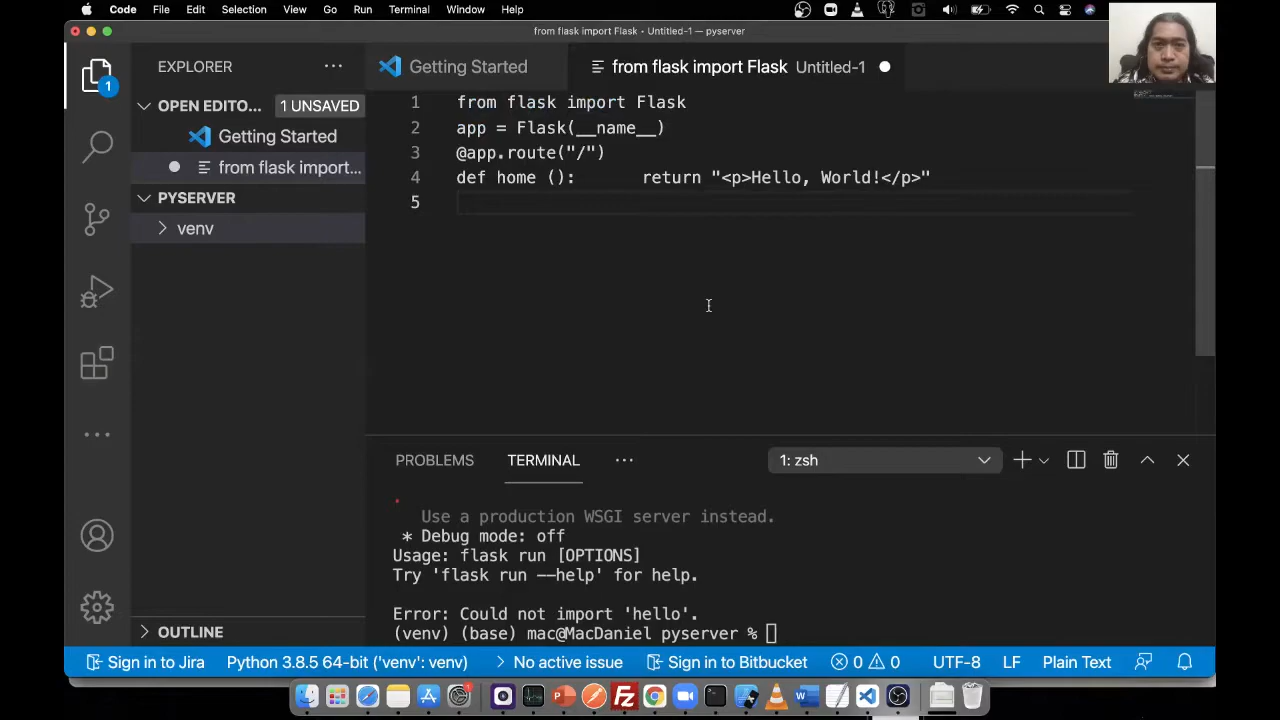 Code File Edit Selection View Go Run Terminal Window Help
from flask import Flask - Untitled-1 — pyserver
EXPLORER
Getting Started
from flask import Flask Untitled-1
1
OPEN EDITO... 1 UNSAVED
Getting Started
from flask import...
PYSERVER
venv
OUTLINE
1 from flask import Flask
2 app = Flask(__name__)
3 @app.route("/")
4 def home (): return "<p>Hello, World!</p>"
5
PROBLEMS TERMINAL 1: zsh
Use a production WSGI server instead.
* Debug mode: off
Usage: flask run [OPTIONS]
Try 'flask run --help' for help.
Error: Could not import 'hello'.
(venv) (base) mac@MacDaniel pyserver %
Sign in to Jira Python 3.8.5 64-bit ('venv': venv) No active issue Sign in to Bitbucket 0 0 UTF-8 LF Plain Text